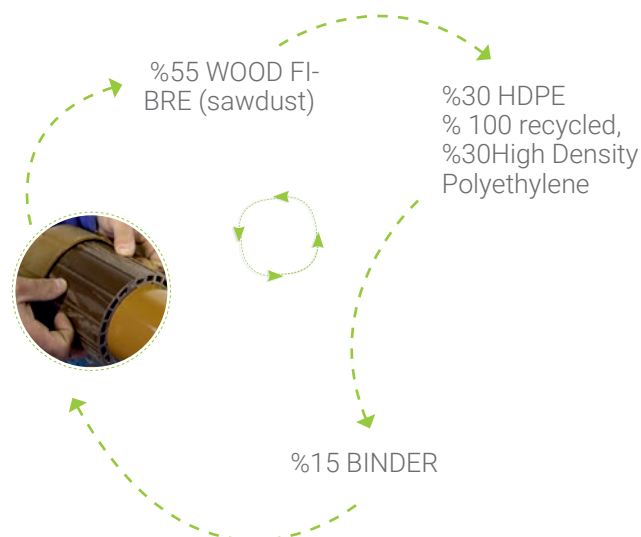 %55 WOOD FI-
BRE (sawdust)
%30 HDPE
% 100 recycled,
%30High Density
Polyethylene
%15 BINDER